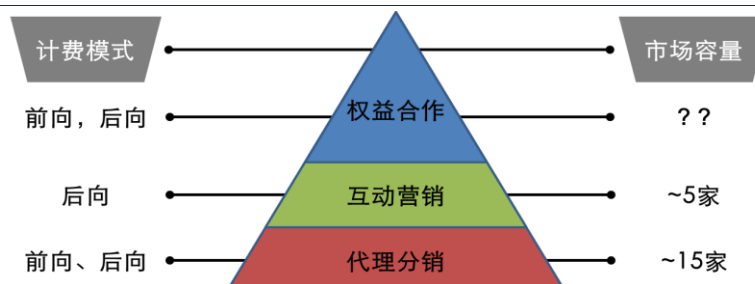 计费模式 市场容量
前向，后向 权益合作 ？？
后向 互动营销 ~5家
前向、后向 代理分销 ~15家